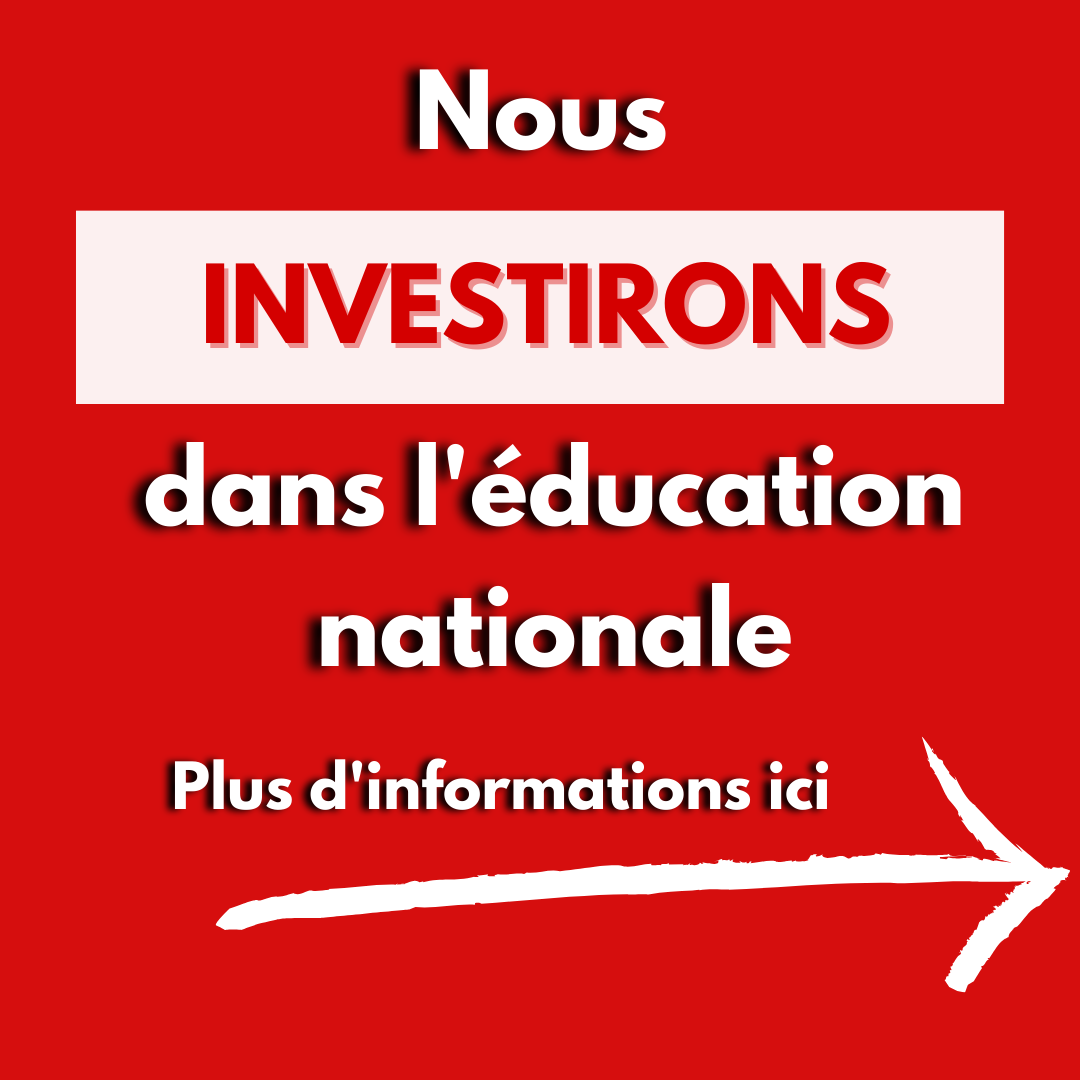 Nous
INVESTIRONS
dans l'éducation
nationale
Plus d'informations ici